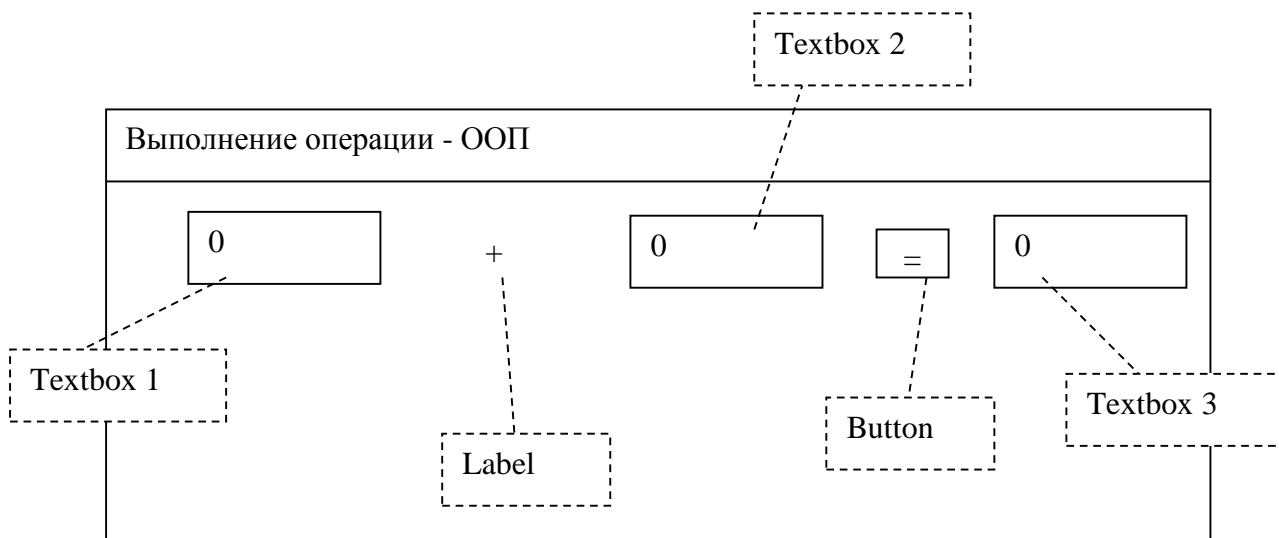 Textbox 2
Выполнение операции - ООП
0
+
0
=
0
Textbox 1
Label
Button
Textbox 3